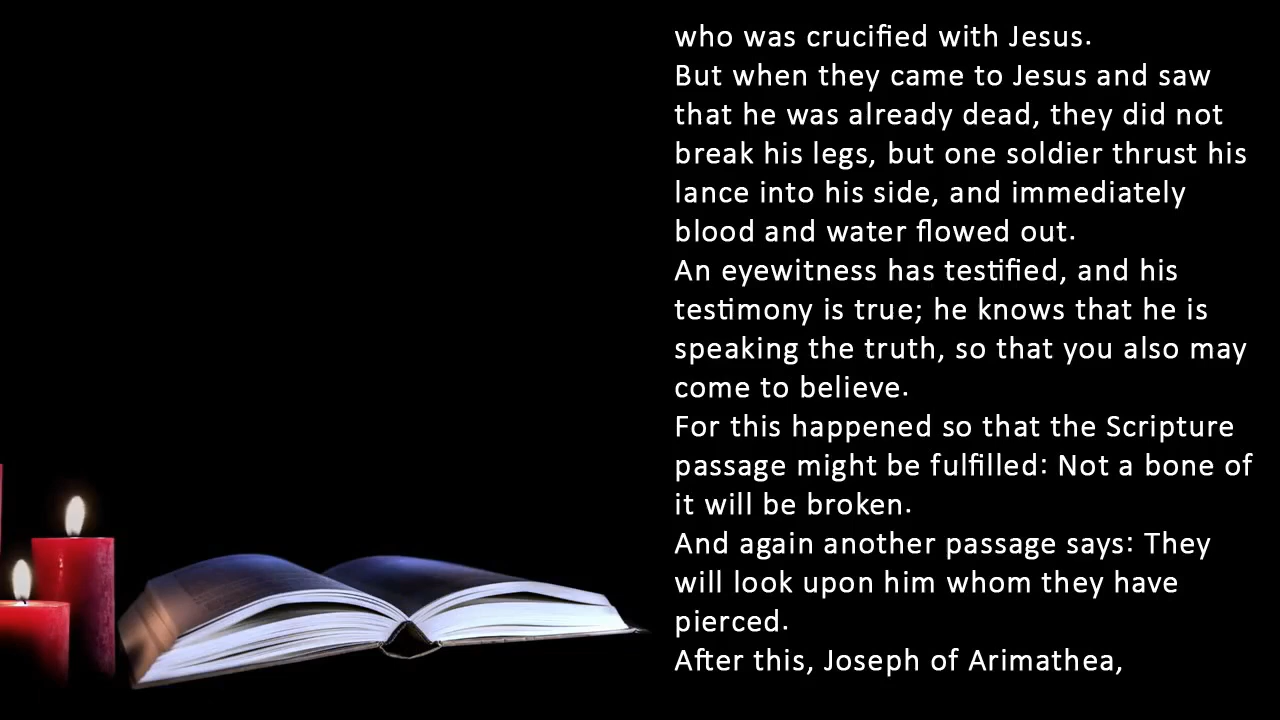 who was crucified with Jesus.
But when they came to Jesus and saw
that he was already dead, they did not
break his legs, but one soldier thrust his
lance into his side, and immediately
blood and water flowed out.
An eyewitness has testified, and his
testimony is true; he knows that he is
speaking the truth, so that you also may
come to believe.
For this happened so that the Scripture
passage might be fulfilled: Not a bone of
it will be broken.
And again another passage says: They
will look upon him whom they have
pierced.
After this, Joseph of Arimathea,